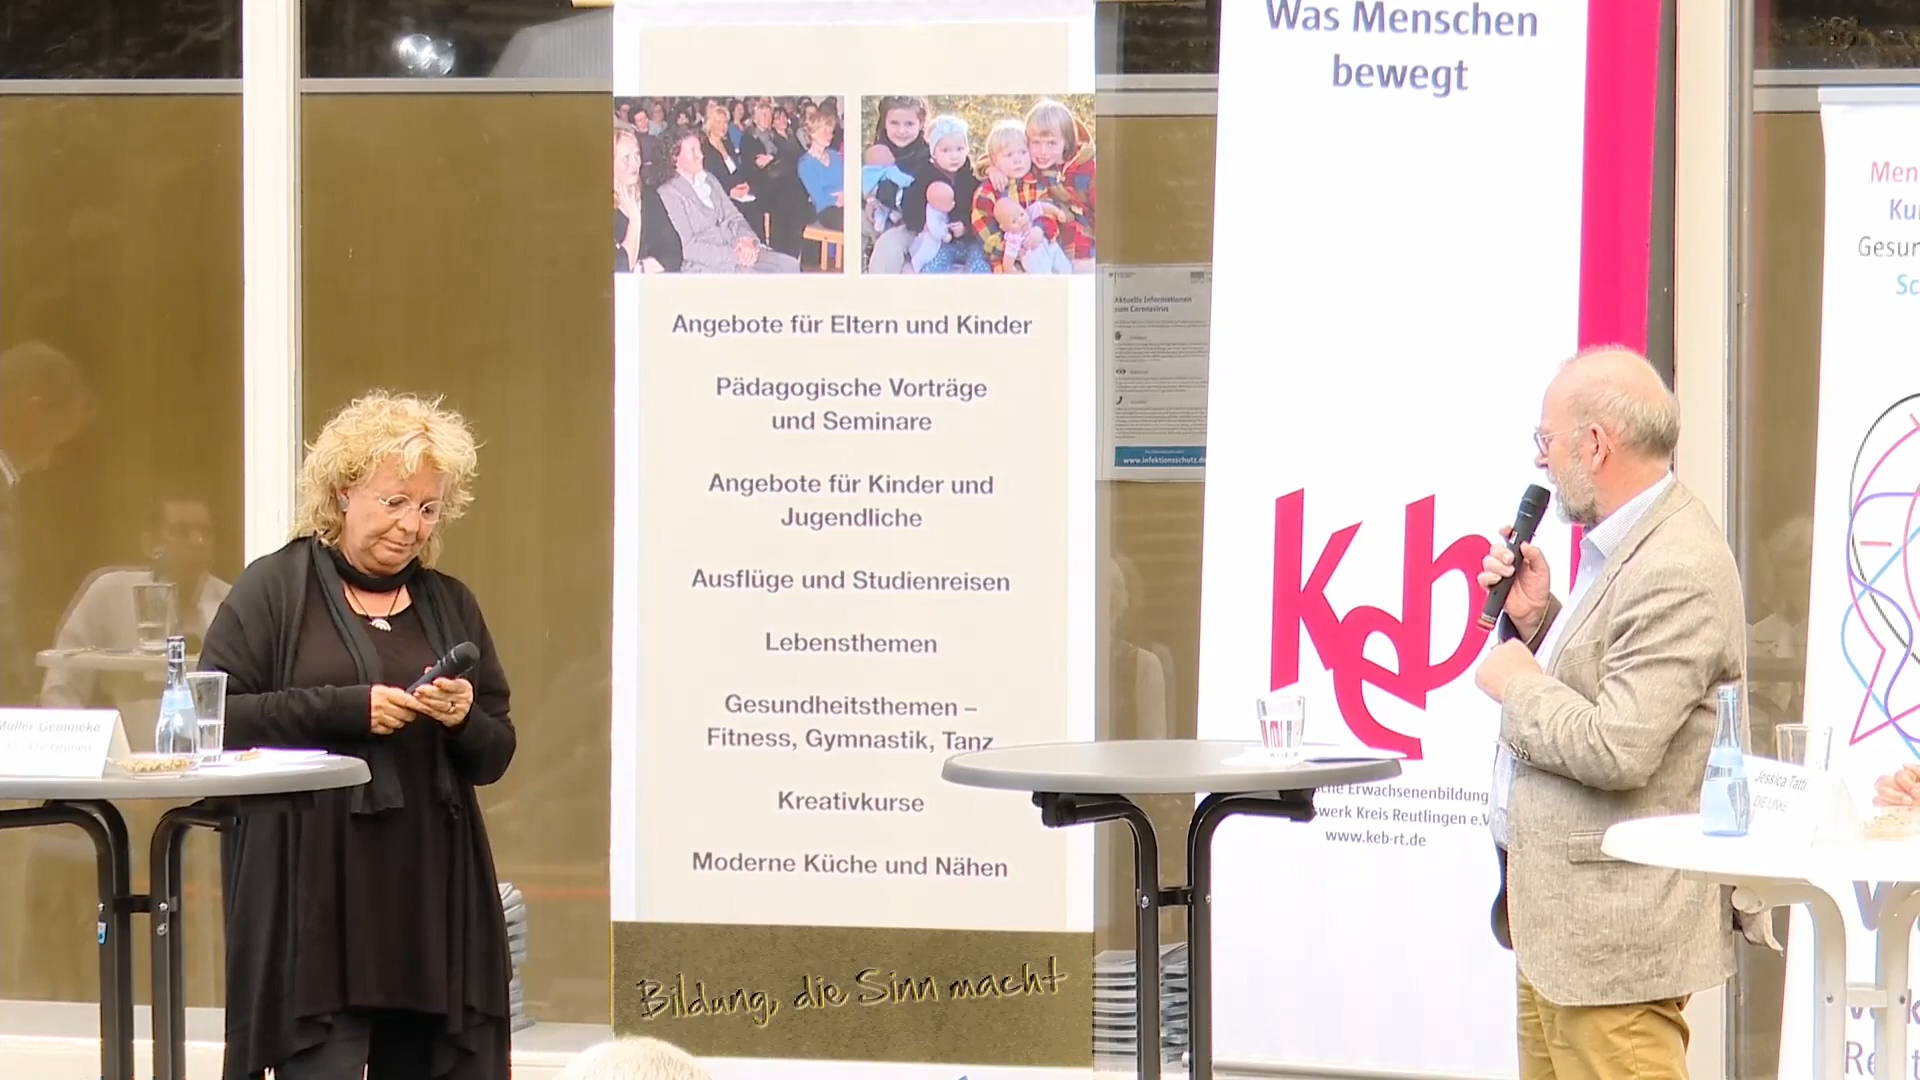 Was Menschen
bewegt
Angebote für Eltern und Kinder
Pädagogische Vorträge
und Seminare
Angebote für Kinder und
Jugendliche
Ausflüge und Studienreisen
Lebensthemen
Gesundheitsthemen –
Fitness, Gymnastik, Tanz
Kreativkurse
Moderne Küche und Nähen
Bildung, die Sinn macht
Aktuelle Informationen
zum Coronavirus
www.infektionsschutz.de
keb
Erwachsenenbildung
Kreis Reutlingen e.V
www.keb-rt.de
Müller-Gemmeke
Jessica Tatti
DIE LINKE